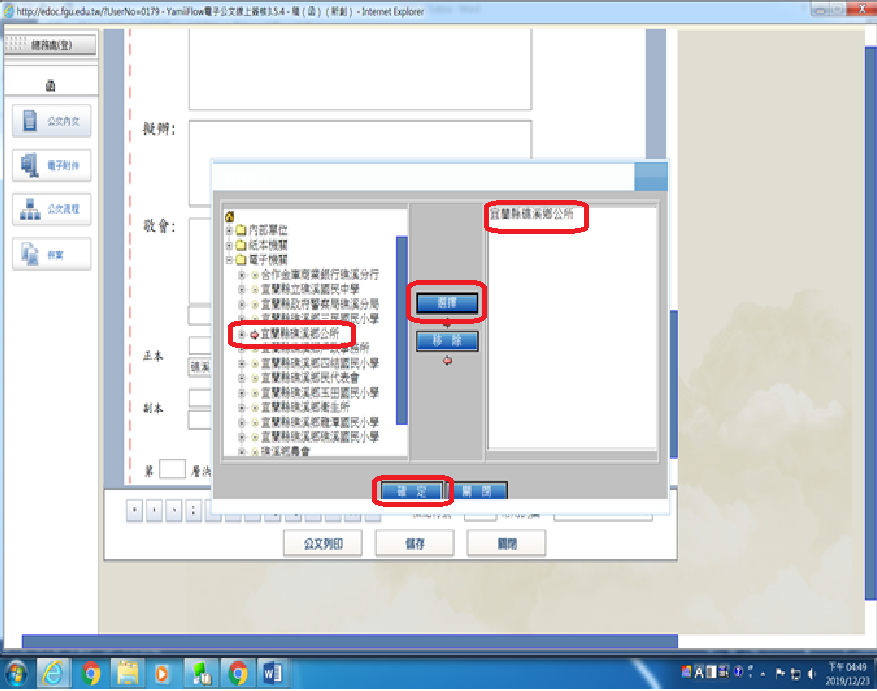 http://edoc.fgu.edu.tw/?UserNo=0179 - YamiiFlow電子公文線上簽核3.5.4 - 稿（函）（新創） - Internet Explorer
總務處(登)
函
公文內文
電子附件
公文流程
併案
擬辦：
敬會：
正本
礁溪
副本
第
層決
內部單位
紙本機關
電子機關
合作金庫商業銀行礁溪分行
宜蘭縣立礁溪國民中學
宜蘭縣政府警察局礁溪分局
宜蘭縣礁溪鄉三民國民小學
宜蘭縣礁溪鄉公所
宜蘭縣礁溪鄉四結國民小學
宜蘭縣礁溪鄉民代表會
宜蘭縣礁溪鄉玉田國民小學
宜蘭縣礁溪鄉衛生所
宜蘭縣礁溪鄉龍潭國民小學
宜蘭縣礁溪鄉礁溪國民小學
礁溪鄉農會
選擇
移 除
宜蘭縣礁溪鄉公所
確 定
關 閉
公文列印
儲存
關閉
下午 04:49
2019/12/23